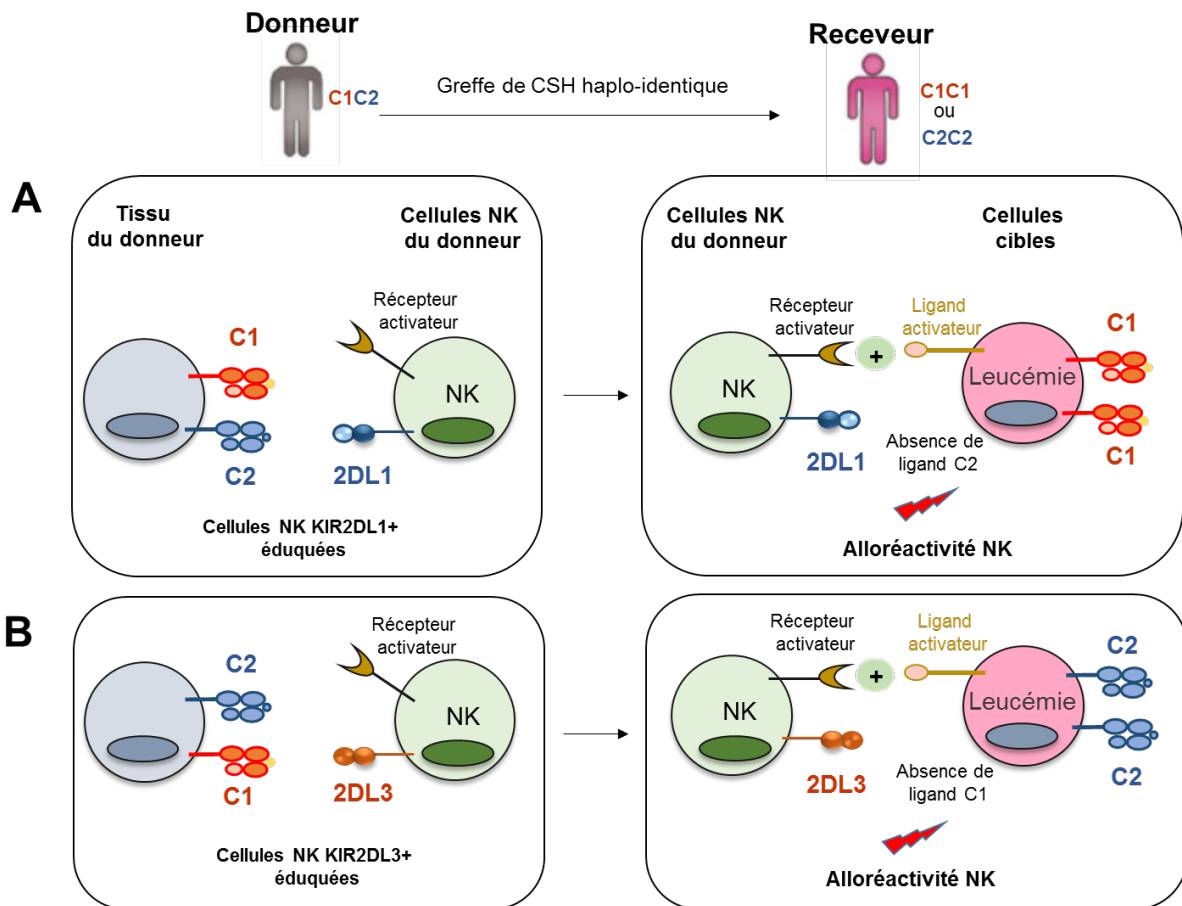 Donneur
Receveur
C1C2
Greffe de CSH haplo-identique
C1C1
ou
C2C2
A
Tissu
du donneur
Cellules NK
du donneur
Récepteur
activateur
C1
NK
C2
2DL1
Cellules NK KIR2DL1+
éduquées
Cellules NK
du donneur
Cellules
cibles
Récepteur
activateur
Ligand
activateur
+
C1
NK
Leucémie
2DL1
Absence de
ligand C2
C1
Alloréactivité NK
B
Récepteur
activateur
C2
NK
C1
2DL3
Cellules NK KIR2DL3+
éduquées
Récepteur
activateur
Ligand
activateur
+
C2
NK
Leucémie
2DL3
Absence de
ligand C1
C2
Alloréactivité NK